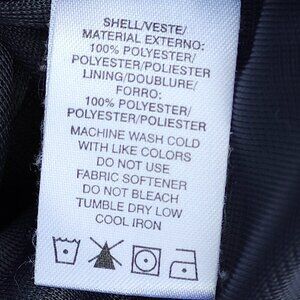 SHELL/VESTE/
MATERIAL EXTERNO:
100% POLYESTER/
POLYESTER/POLIESTER
LINING/DOUBLURE/
FORRO:
100% POLYESTER/
POLYESTER/POLIESTER
MACHINE WASH COLD
WITH LIKE COLORS
DO NOT USE
FABRIC SOFTENER
DO NOT BLEACH
TUMBLE DRY LOW
COOL IRON